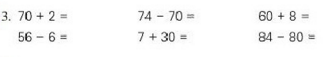 3. 70 + 2 = 74 - 70 = 60 + 8 =
56 - 6 = 7 + 30 = 84 - 80 =